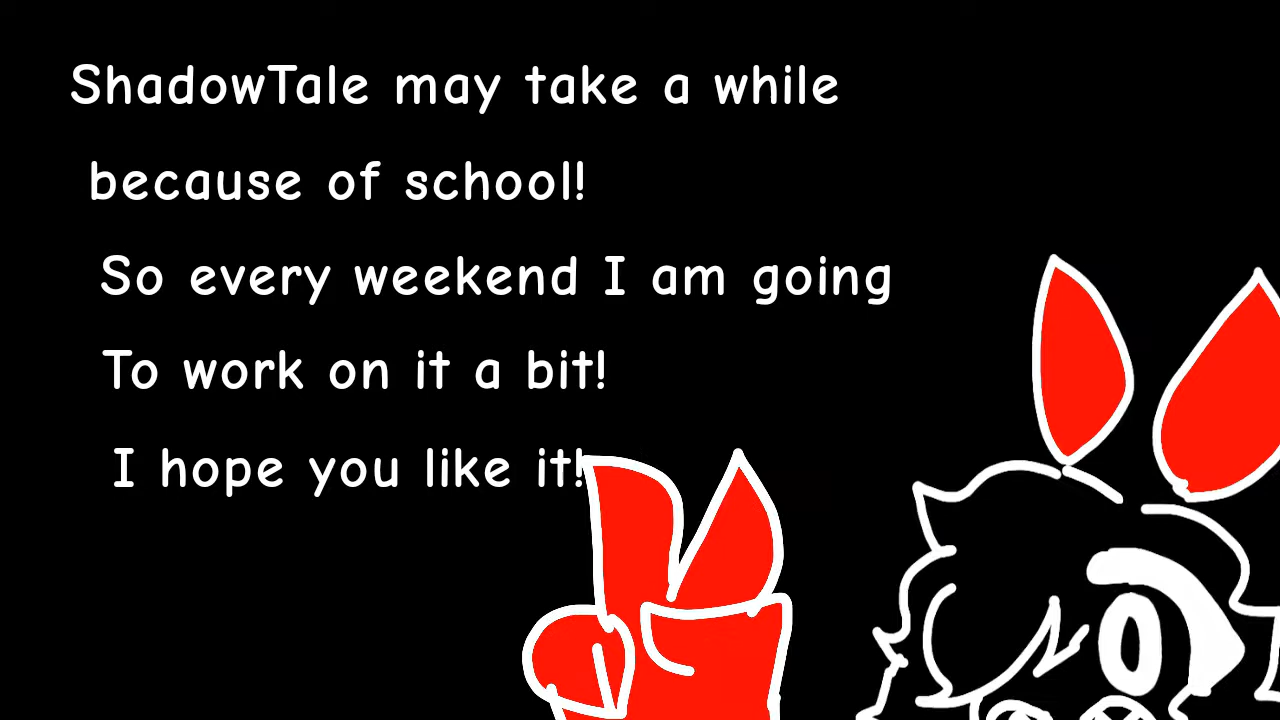 ShadowTale may take a while
because of school!
So every weekend I am going
To work on it a bit!
I hope you like it!